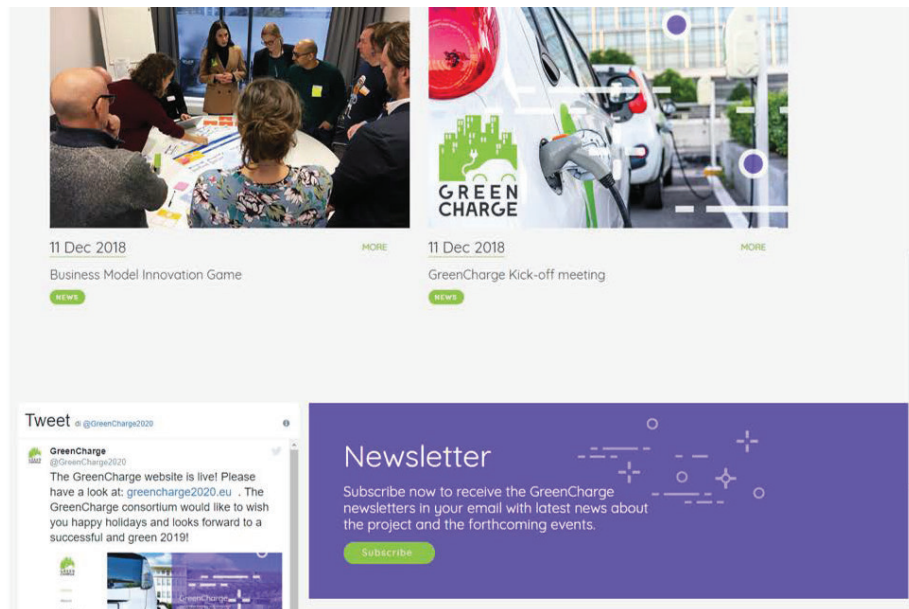 GREEN
CHARGE
11 Dec 2018
MORE
Business Model Innovation Game
NEWS
11 Dec 2018
MORE
GreenCharge Kick-off meeting
NEWS
Tweet di @GreenCharge2020
GreenCharge
@GreenCharge2020
The GreenCharge website is live! Please
have a look at: greencharge2020.eu . The
GreenCharge consortium would like to wish
you happy holidays and looks forward to a
successful and green 2019!
GREEN
CHARGE
GreenCharge
Newsletter
Subscribe now to receive the GreenCharge
newsletters in your email with latest news about
the project and the forthcoming events.
Subscribe